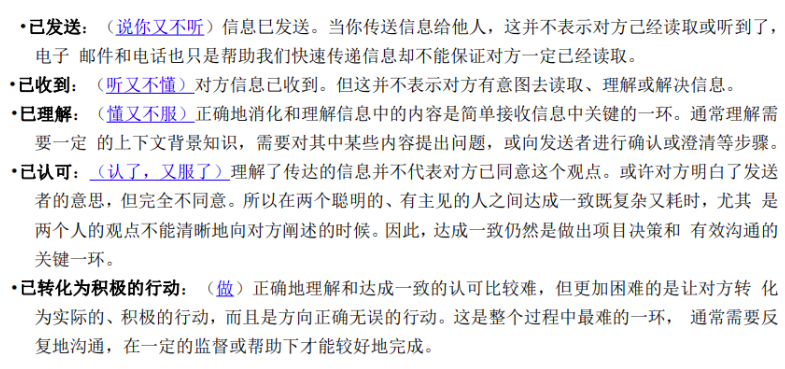 •已发送：（说你又不听）信息已发送。当你传送信息给他人，这并不表示对方己经读取或听到了，
电子 邮件和电话也只是帮助我们快速传递信息却不能保证对方一定已经读取。
•已收到：（听又不懂）对方信息已收到。但这并不表示对方有意图去读取、理解或解决信息。
•已理解：（懂又不服）正确地消化和理解信息中的内容是简单接收信息中关键的一环。通常理解需
要一定 的上下文背景知识，需要对其中某些内容提出问题，或向发送者进行确认或澄清等步骤。
•已认可：（认了，又服了）理解了传达的信息并不代表对方已同意这个观点。或许对方明白了发送
者的意思，但完全不同意。所以在两个聪明的、有主见的人之间达成一致既复杂又耗时，尤其 是
两个人的观点不能清晰地向对方阐述的时候。因此，达成一致仍然是做出项目决策和 有效沟通的
关键一环。
•已转化为积极的行动：（做）正确地理解和达成一致的认可比较难，但更加困难的是让对方转 化
为实际的、积极的行动，而且是方向正确无误的行动。这是整个过程中最难的一环， 通常需要反
复地沟通，在一定的监督或帮助下才能较好地完成。